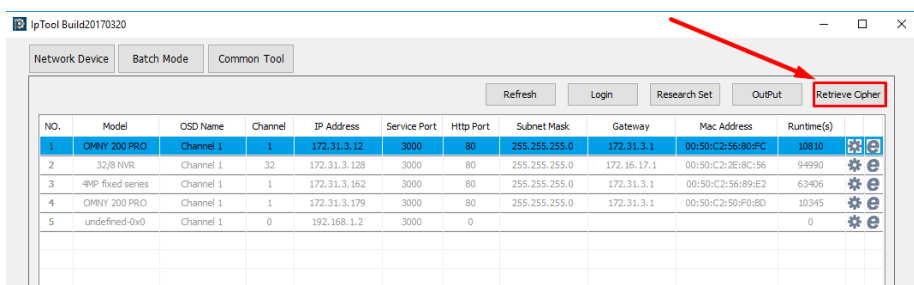 IpTool Build20170320
Network Device Batch Mode Common Tool
Refresh Login Research Set OutPut Retrieve Cipher
NO. Model OSD Name Channel IP Address Service Port Http Port Subnet Mask Gateway Mac Address Runtime(s)
1 OMNY 200 PRO Channel 1 1 172.31.3.12 3000 80 255.255.255.0 172.31.3.1 00:50:C2:56:80:FC 10810
2 32/8 NVR Channel 1 32 172.31.3.128 3000 80 255.255.255.0 172.16.17.1 00:50:C2:2E:8C:56 94990
3 4MP fixed series Channel 1 1 172.31.3.162 3000 80 255.255.255.0 172.31.3.1 00:50:C2:56:89:E2 63406
4 OMNY 200 PRO Channel 1 1 172.31.3.179 3000 80 255.255.255.0 172.31.3.1 00:50:C2:50:F0:BD 10345
5 undefined-0x0 Channel 1 0 192.168.1.2 3000 0 0